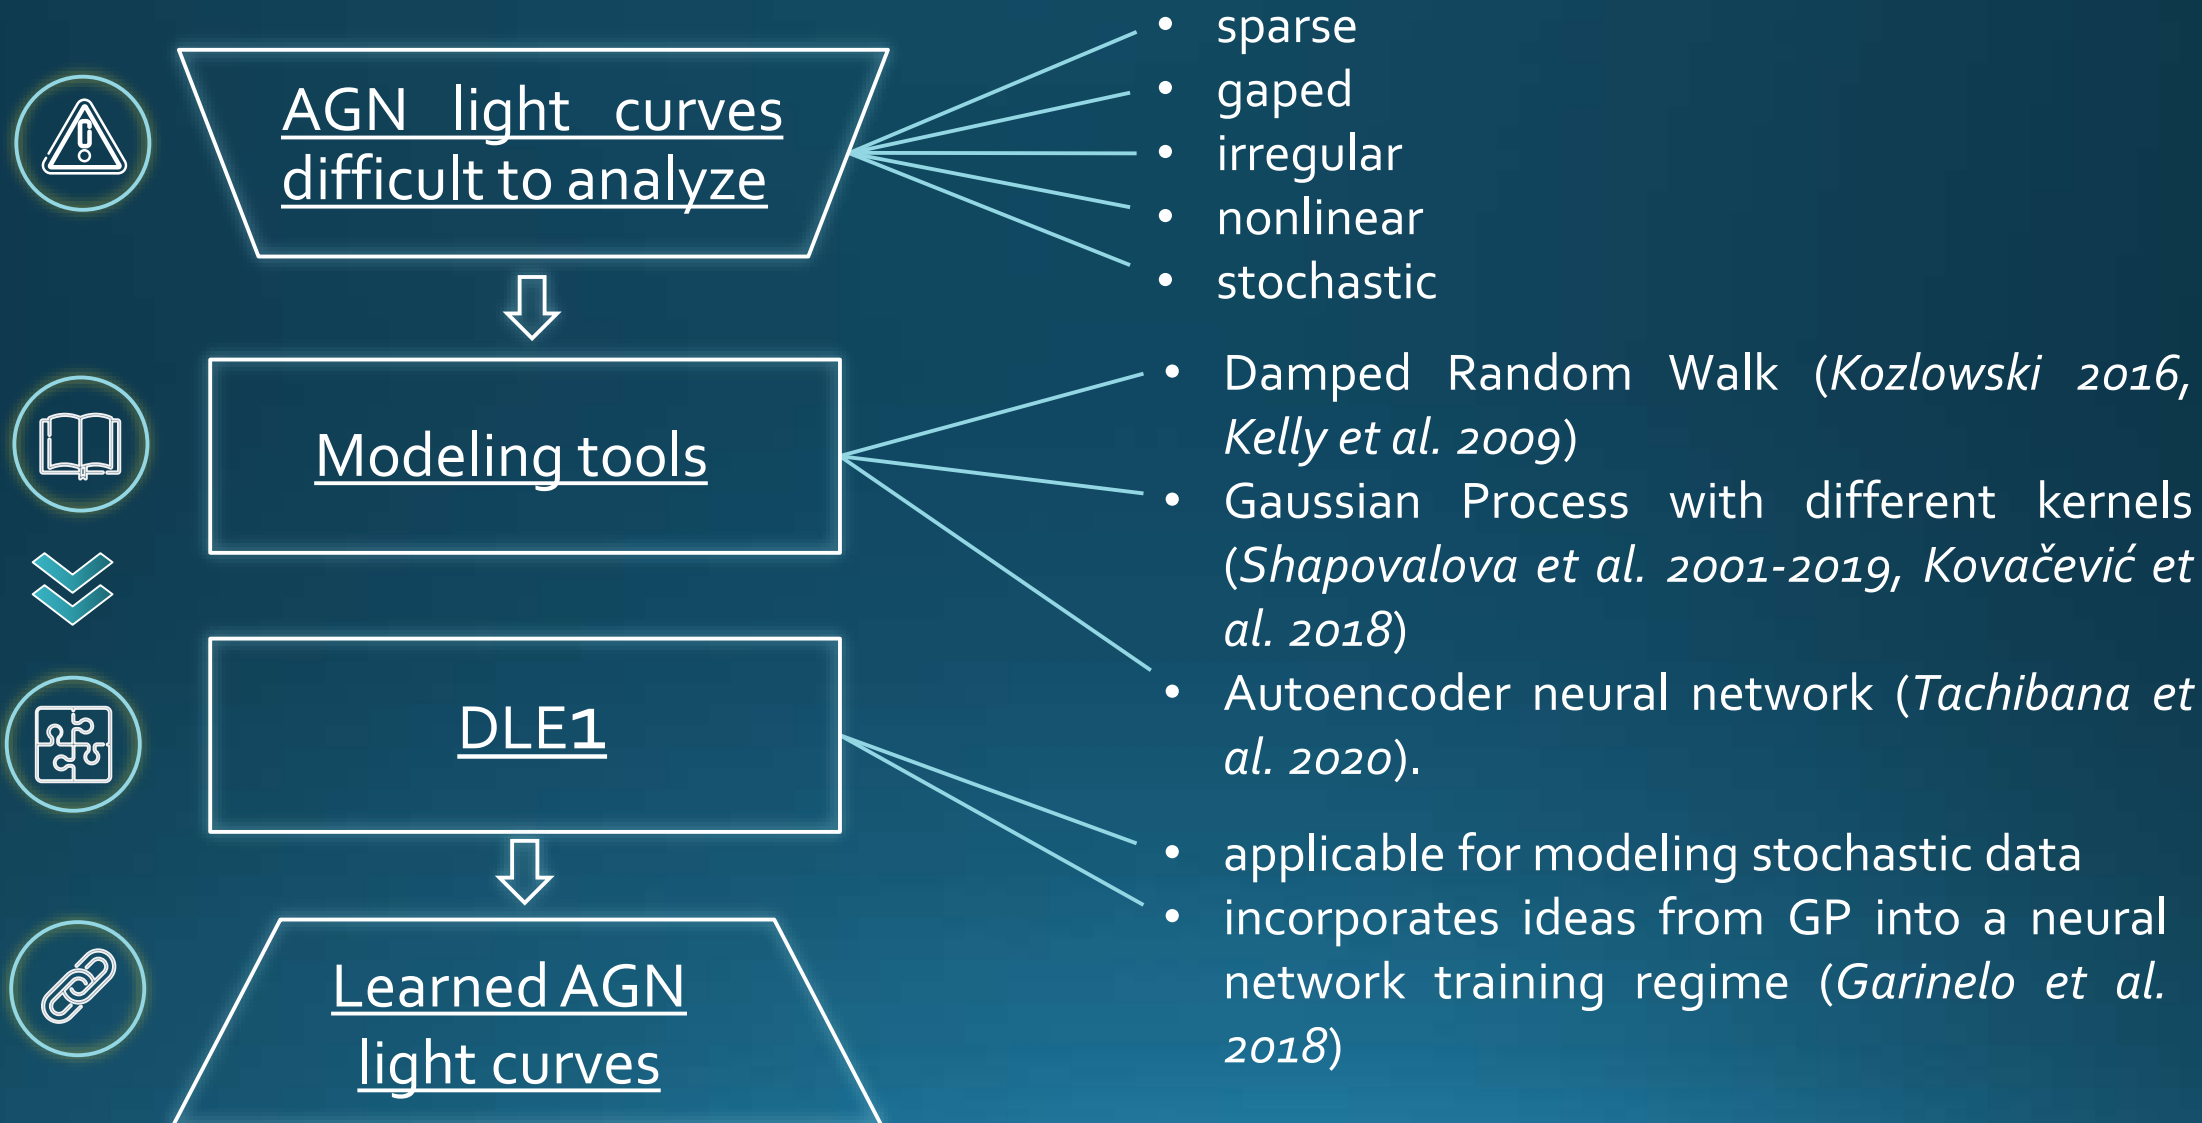 AGN light curves
difficult to analyze
• sparse
• gaped
• irregular
• nonlinear
• stochastic
Modeling tools
• Damped Random Walk (Kozlowski 2016,
Kelly et al. 2009)
• Gaussian Process with different kernels
(Shapovalova et al. 2001-2019, Kovačević et
al. 2018)
• Autoencoder neural network (Tachibana et
al. 2020).
DLE1
• applicable for modeling stochastic data
• incorporates ideas from GP into a neural
network training regime (Garinelo et al.
2018)
Learned AGN
light curves